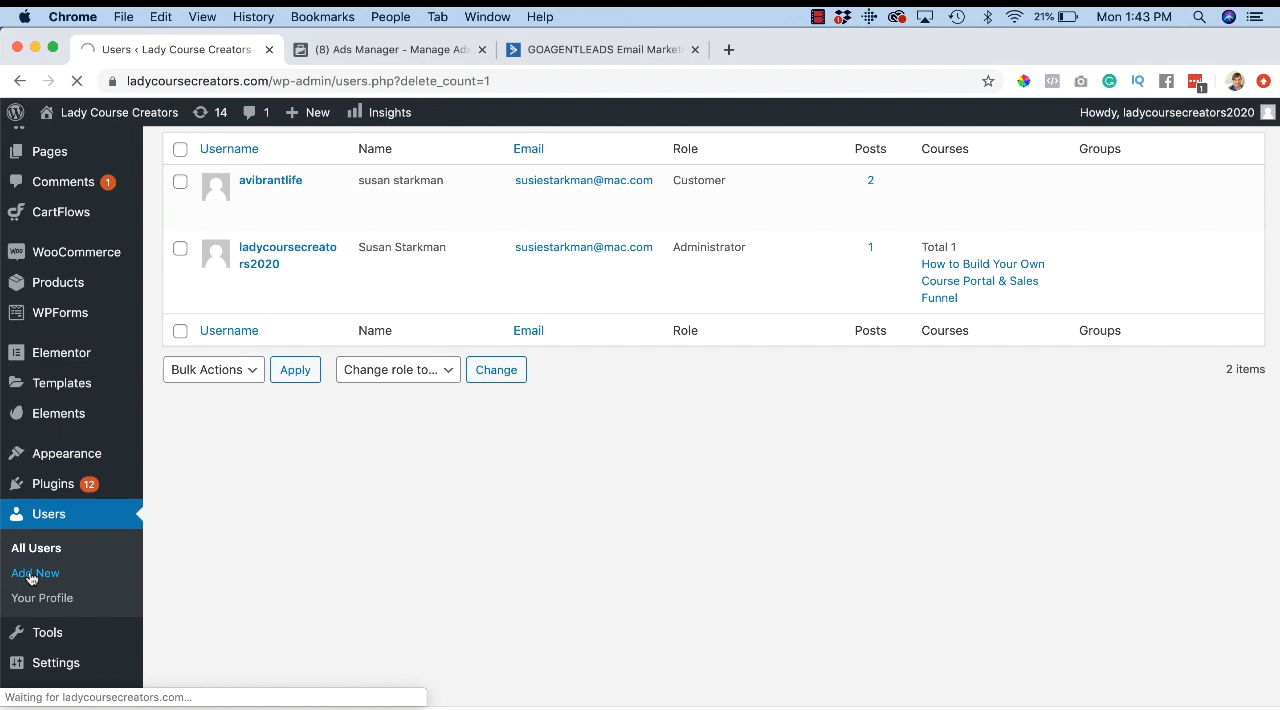 Chrome File Edit View History Bookmarks People Tab Window Help 21% Mon 1:43 PM
Users ‹ Lady Course Creators - (8) Ads Manager - Manage Ads GOAGENTLEADS Email Marketi
ladycoursecreators.com/wp-admin/users.php?delete_count=1
Lady Course Creators 14 1 New Insights Howdy, ladycoursecreators2020
Pages
Comments 1
CartFlows
WooCommerce
Products
WPForms
Elementor
Templates
Elements
Appearance
Plugins 12
Users
All Users
Add New
Your Profile
Tools
Settings
Username Name Email Role Posts Courses Groups
avibrantlife susan starkman susiestarkman@mac.com Customer 2
ladycoursecreato Susan Starkman susiestarkman@mac.com Administrator 1 Total 1
rs2020 How to Build Your Own
Course Portal & Sales
Funnel
Username Name Email Role Posts Courses Groups
Bulk Actions Apply Change role to... Change 2 items
Waiting for ladycoursecreators.com...